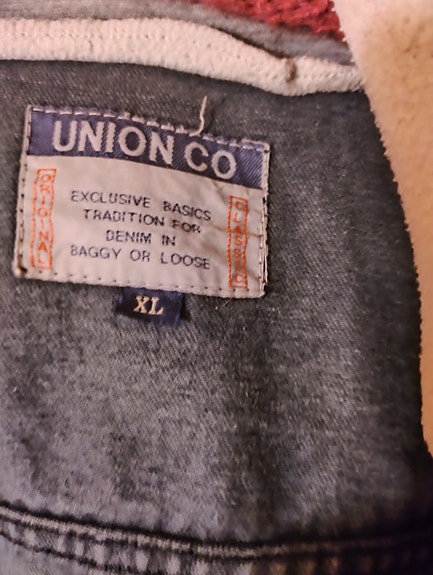 UNION CO
ORIGINAL
EXCLUSIVE BASICS
TRADITION FOR
DENIM IN
BAGGY OR LOOSE
CLASSIC
XL